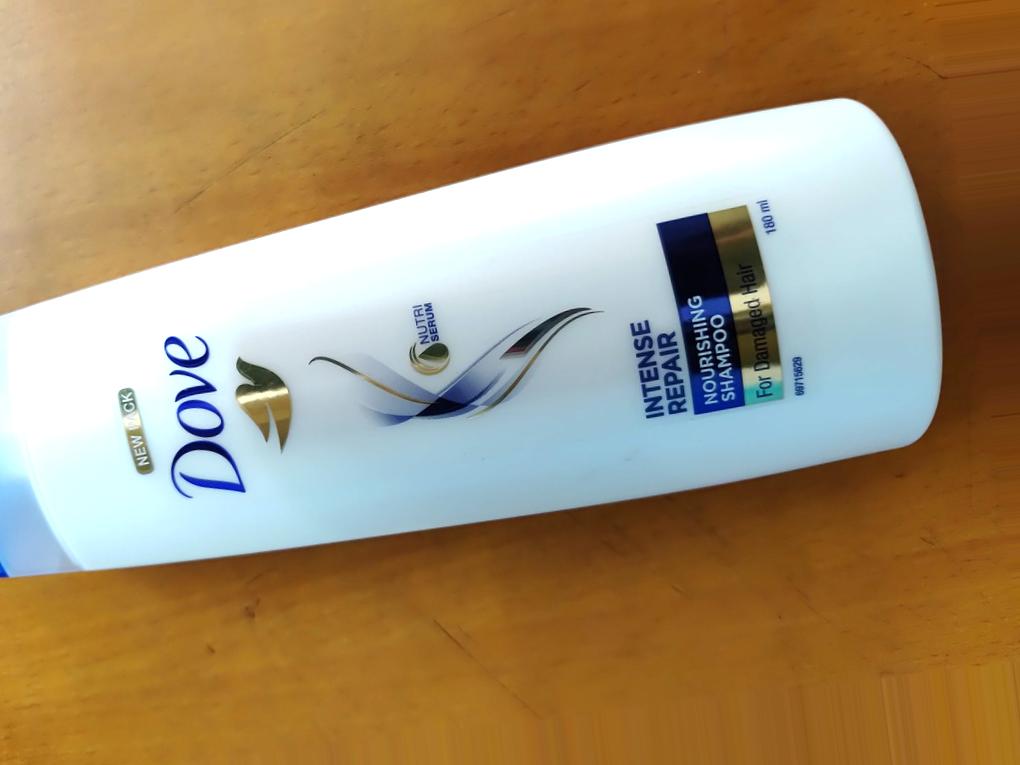 NEW PACK
Dove
NUTRI
SERUM
INTENSE
REPAIR
NOURISHING
SHAMPOO
For Damaged Hair
180 ml
69715629